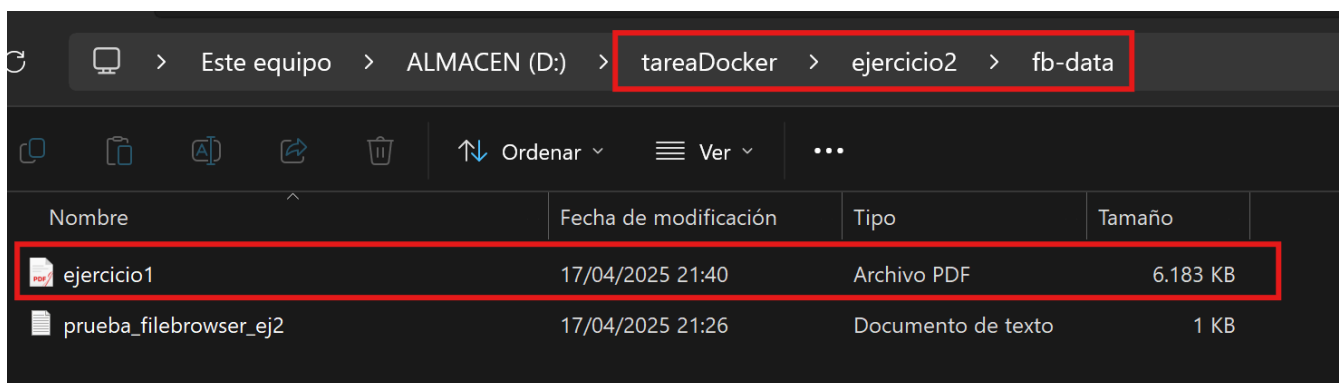 Este equipo > ALMACEN (D:) > tareaDocker > ejercicio2 > fb-data
Ordenar Ver
Nombre Fecha de modificación Tipo Tamaño
PDF ejercicio1 17/04/2025 21:40 Archivo PDF 6.183 KB
prueba_filebrowser_ej2 17/04/2025 21:26 Documento de texto 1 KB